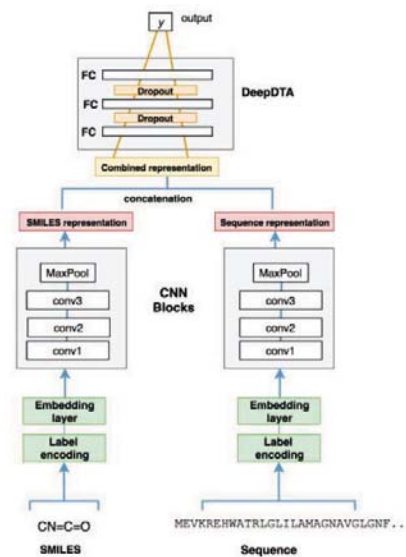 y output
FC
Dropout
FC
Dropout
FC
DeepDTA
Combined representation
concatenation
SMILES representation
Sequence representation
MaxPool
conv3
conv2
conv1
CNN
Blocks
MaxPool
conv3
conv2
conv1
Embedding
layer
Label
encoding
Embedding
layer
Label
encoding
CN=C=O
SMILES
MEVKREHWATRLGLILAMAGNAVGLGNF..
Sequence